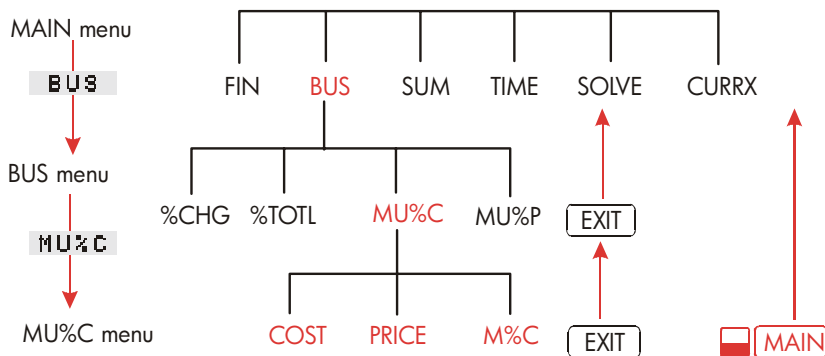 MAIN menu
BUS
FIN BUS SUM TIME SOLVE CURRX
BUS menu
%CHG %TOTL MU%C MU%P EXIT
MU%C
MU%C menu
COST PRICE M%C EXIT MAIN